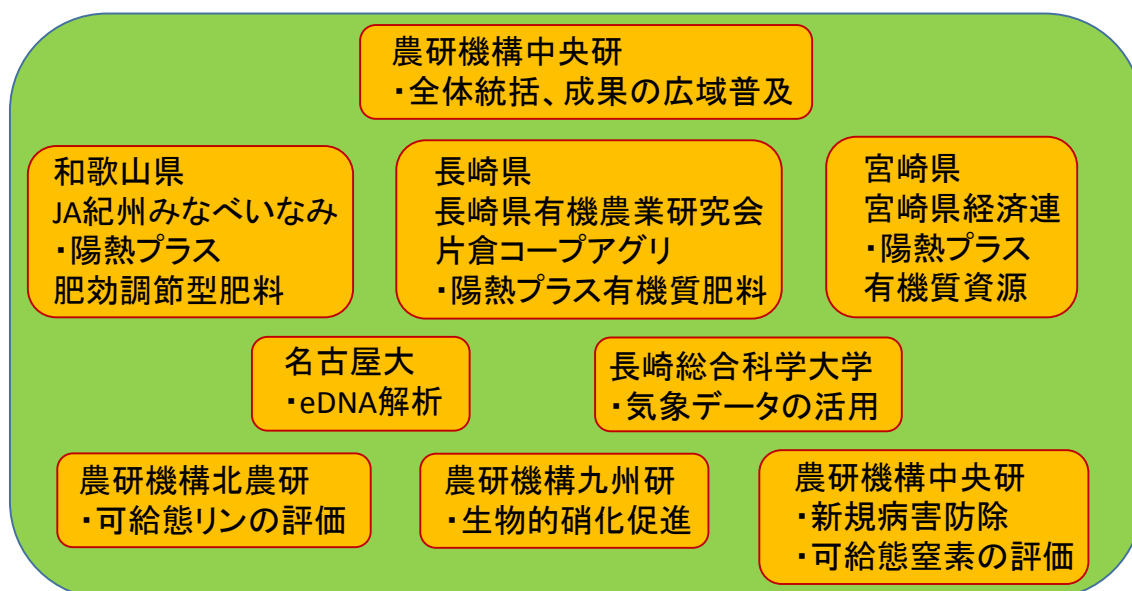 農研機構中央研
・全体統括、成果の広域普及
和歌山県
JA紀州みなべいなみ
・陽熱プラス
肥効調節型肥料
長崎県
長崎県有機農業研究会
片倉コープアグリ
・陽熱プラス有機質肥料
宮崎県
宮崎県経済連
・陽熱プラス
有機質資源
名古屋大
・eDNA解析
長崎総合科学大学
・気象データの活用
農研機構北農研
・可給態リンの評価
農研機構九州研
・生物的硝化促進
農研機構中央研
・新規病害防除
・可給態窒素の評価